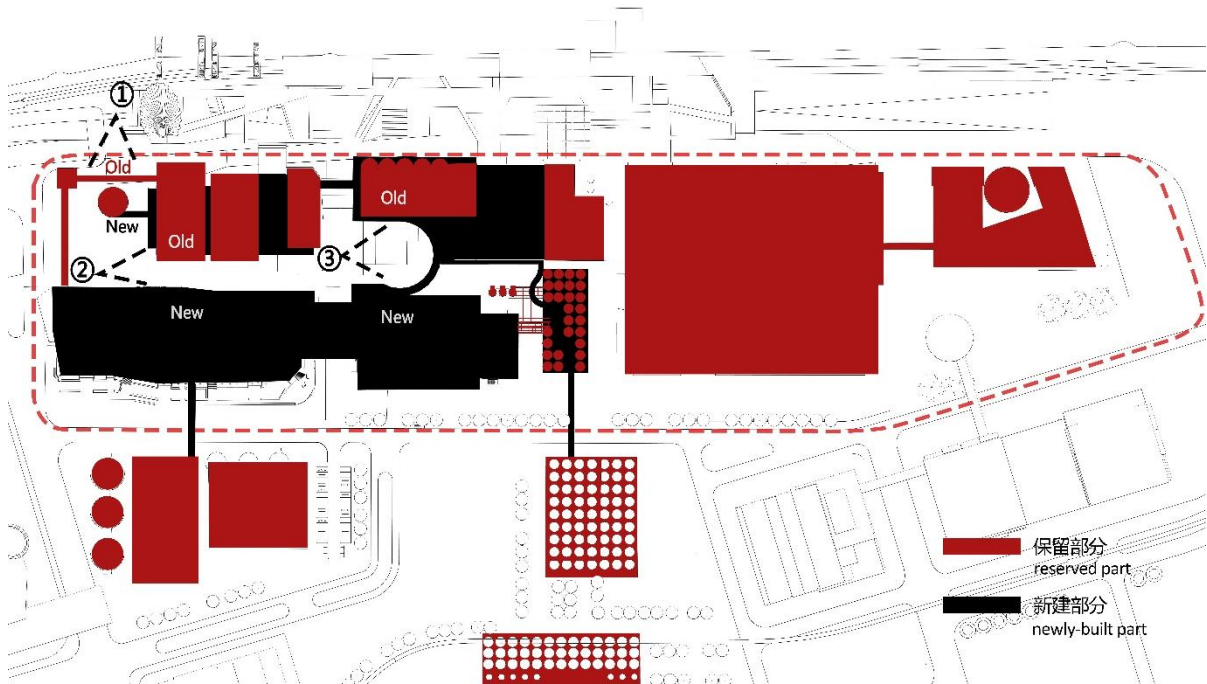 ①
Old
New
Old
Old
②
③
New
New
保留部分
reserved part
新建部分
newly-built part